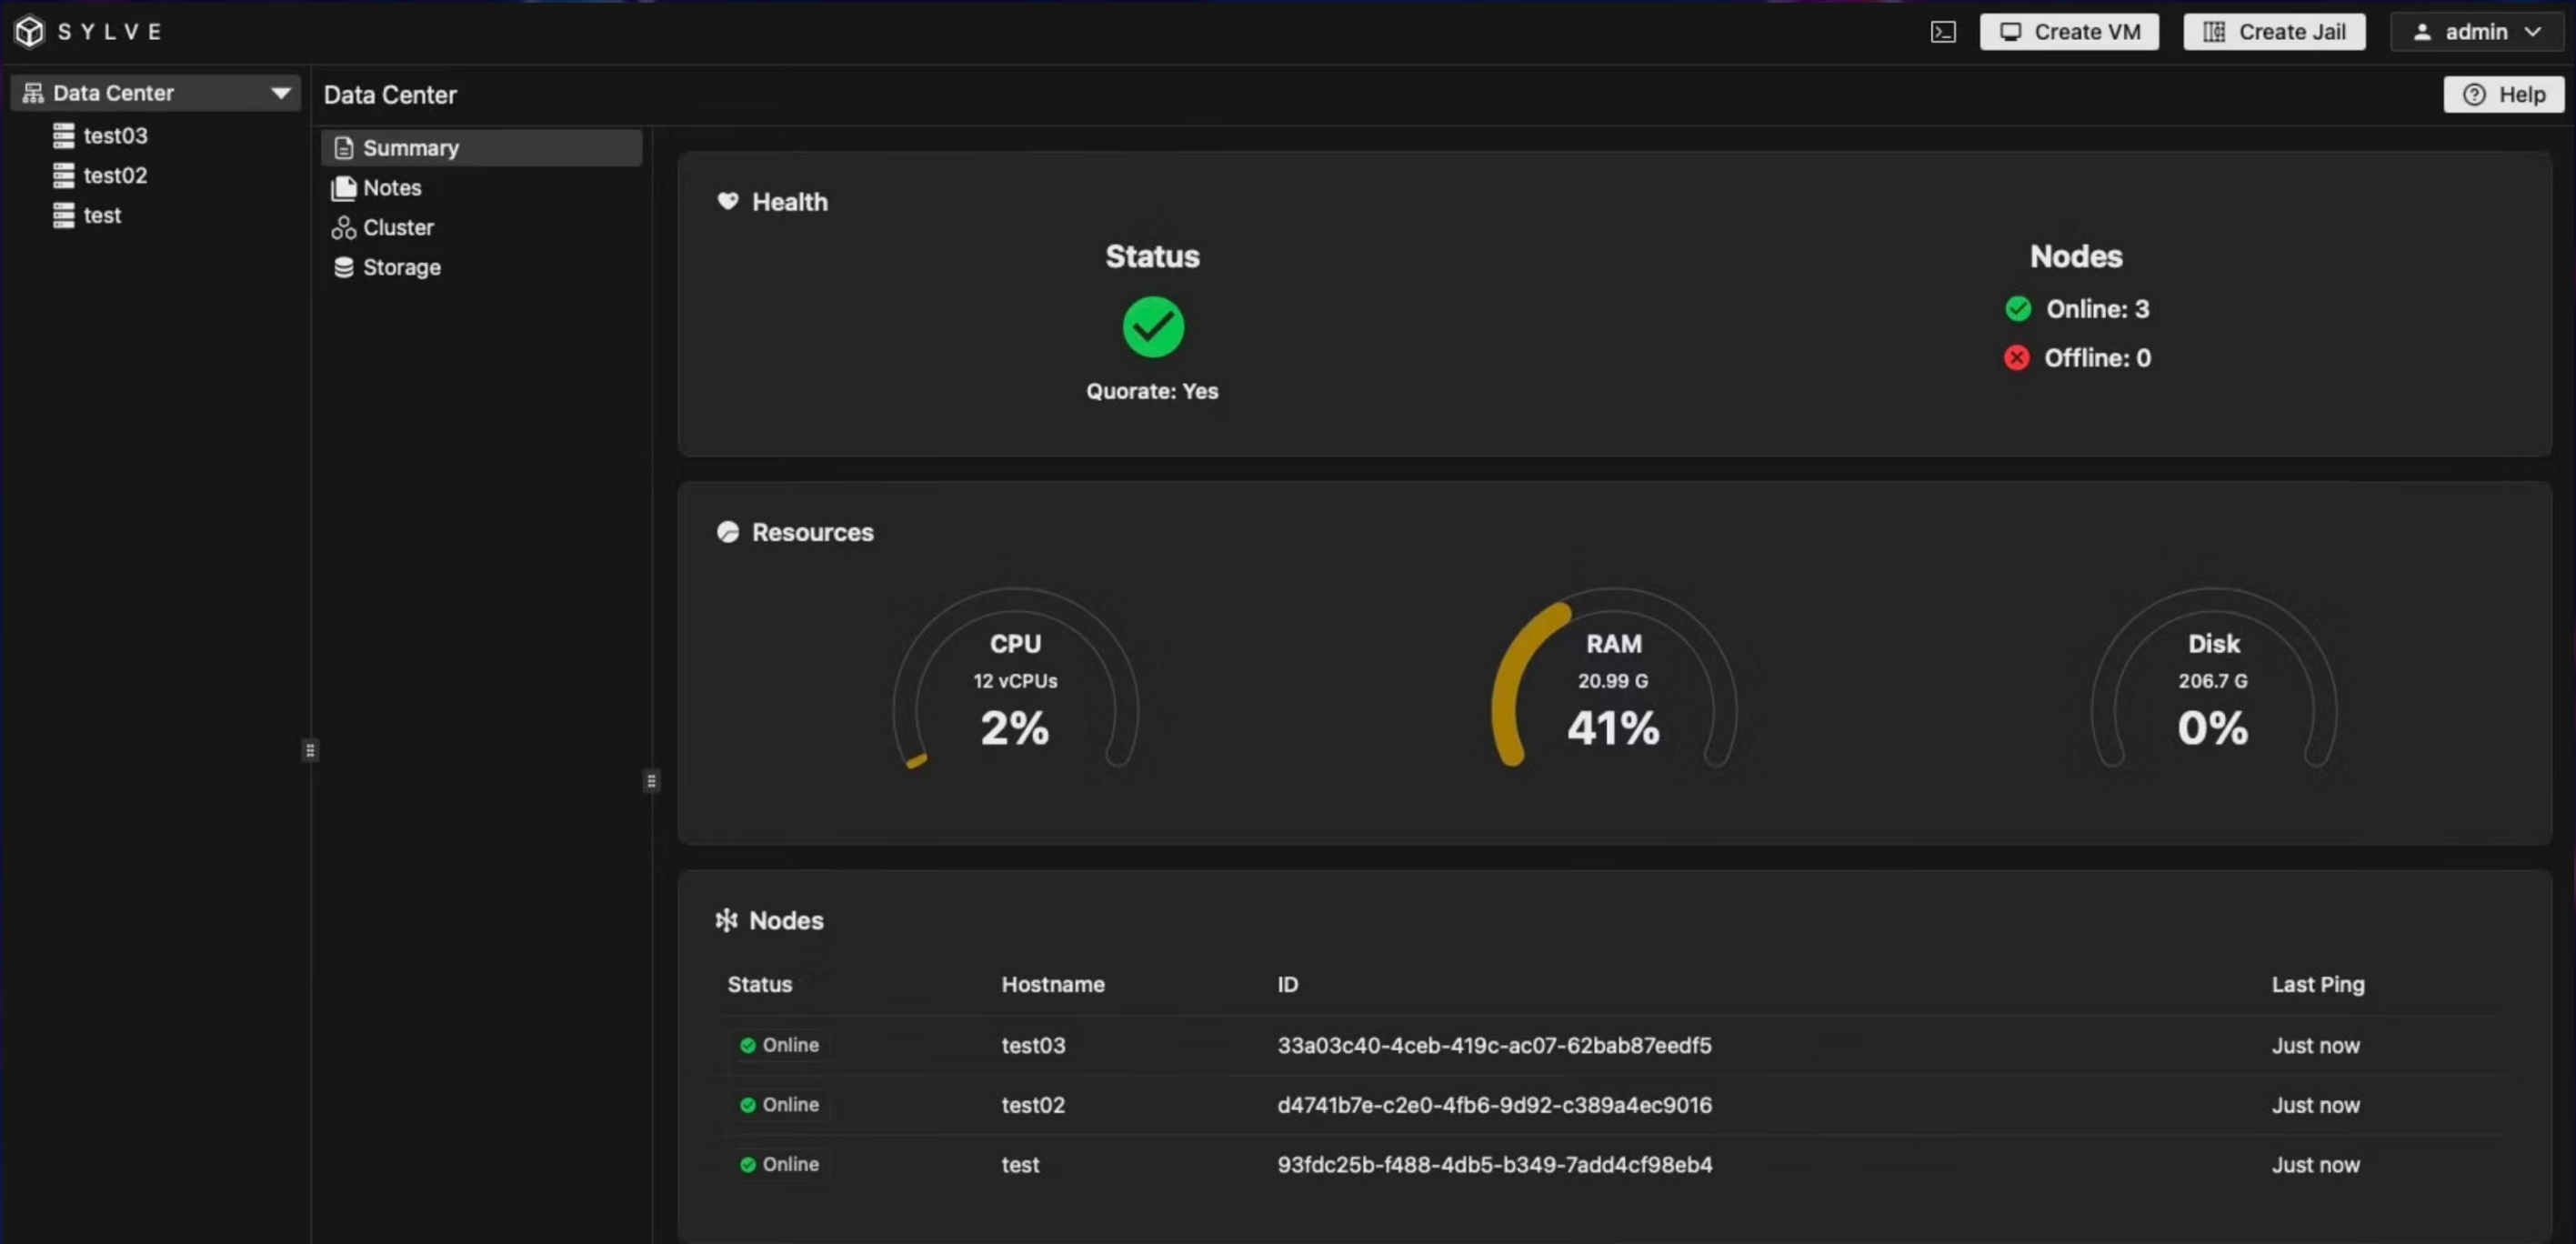 SYLVE
Create VM
Create Jail
admin
Data Center
test03
test02
test
Data Center
Help
Summary
Notes
Cluster
Storage
Health
Status
Quorate: Yes
Nodes
Online: 3
Offline: 0
Resources
CPU
12 vCPUs
2%
RAM
20.99 G
41%
Disk
206.7 G
0%
Nodes
Status Hostname ID Last Ping
Online test03 33a03c40-4ceb-419c-ac07-62bab87eedf5 Just now
Online test02 d4741b7e-c2e0-4fb6-9d92-c389a4ec9016 Just now
Online test 93fdc25b-f488-4db5-b349-7add4cf98eb4 Just now